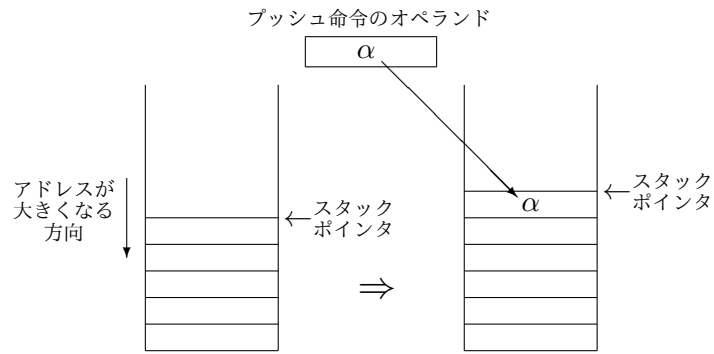 プッシュ命令のオペランド
α
アドレスが
大きくなる
方向
←スタック
ポインタ
⇒
α
←スタック
ポインタ